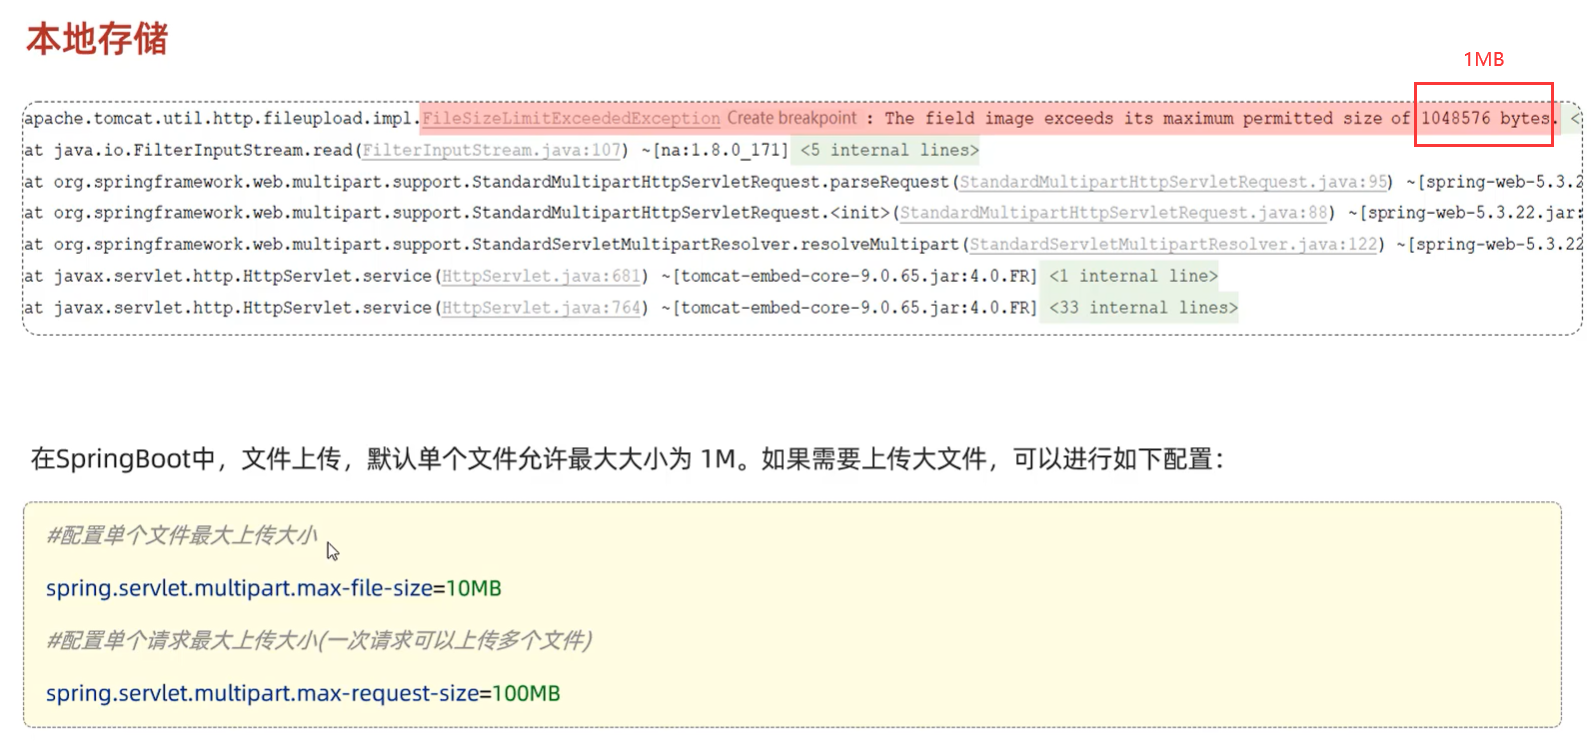 本地存储
1MB
apache.tomcat.util.http.fileupload.impl.FileSizeLimitExceededException Create breakpoint : The field image exceeds its maximum permitted size of 1048576 bytes. <
at java.io.FilterInputStream.read(FilterInputStream.java:107) ~[na:1.8.0_171] <5 internal lines>
at org.springframework.web.multipart.support.StandardMultipartHttpServletRequest.parseRequest(StandardMultipartHttpServletRequest.java:95) ~[spring-web-5.3.2
at org.springframework.web.multipart.support.StandardMultipartHttpServletRequest.<init>(StandardMultipartHttpServletRequest.java:88) ~[spring-web-5.3.22.jar:
at org.springframework.web.multipart.support.StandardServletMultipartResolver.resolveMultipart(StandardServletMultipartResolver.java:122) ~[spring-web-5.3.22
at javax.servlet.http.HttpServlet.service(HttpServlet.java:681) ~[tomcat-embed-core-9.0.65.jar:4.0.FR] <1 internal line>
at javax.servlet.http.HttpServlet.service(HttpServlet.java:764) ~[tomcat-embed-core-9.0.65.jar:4.0.FR] <33 internal lines>
在SpringBoot中，文件上传，默认单个文件允许最大大小为 1M。如果需要上传大文件，可以进行如下配置：
#配置单个文件最大上传大小
spring.servlet.multipart.max-file-size=10MB
#配置单个请求最大上传大小(一次请求可以上传多个文件)
spring.servlet.multipart.max-request-size=100MB